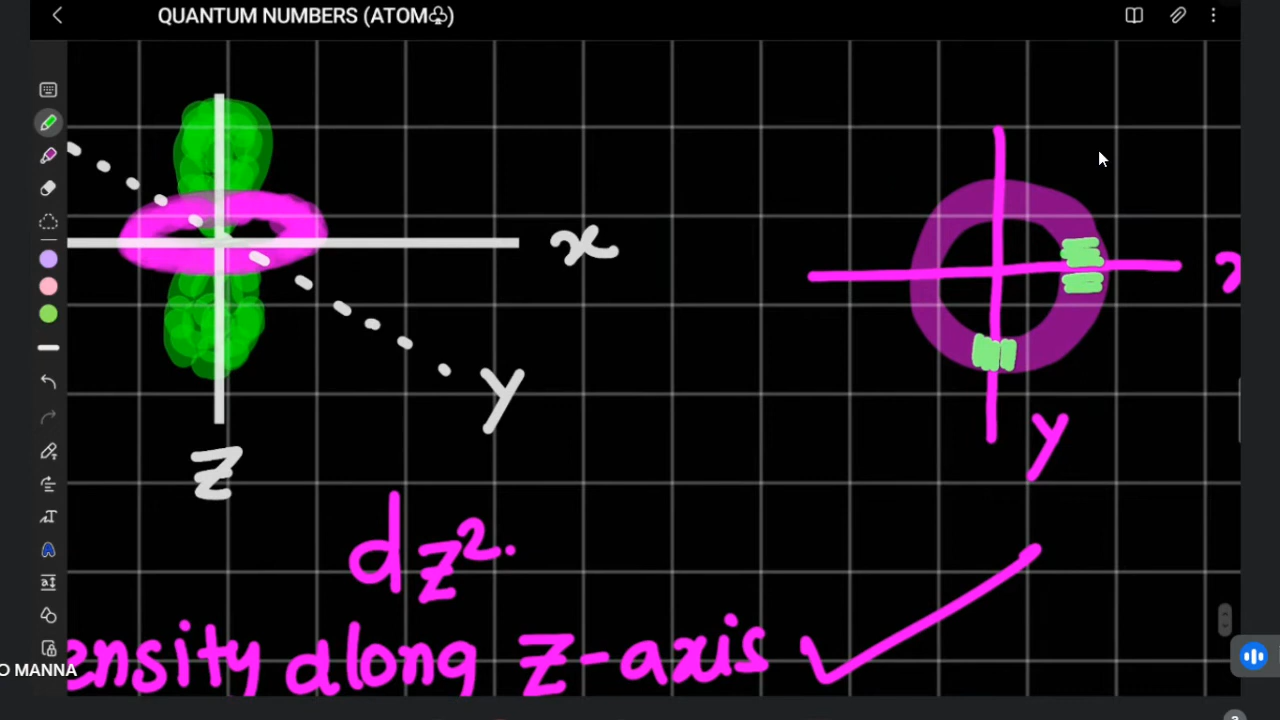 QUANTUM NUMBERS (ATOM♧)
x
x
y
y
z
dz².
ensity along z-axis ✓
O MANNA